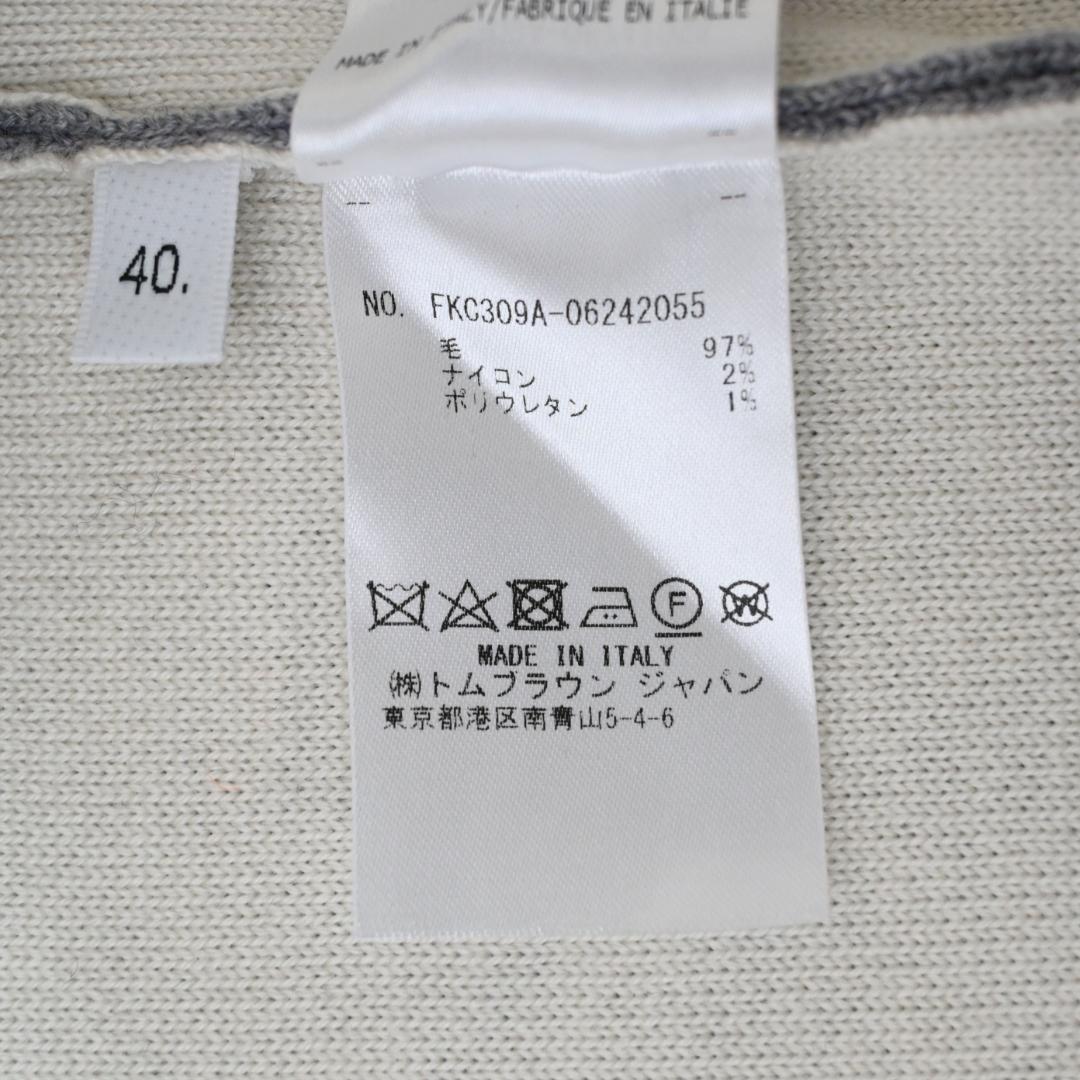 LY/FABRIQUE EN ITALIE
MADE IN
40.
NO. FKC309A-06242055
毛 97%
ナイロン 2%
ポリウレタン 1%
F
W
MADE IN ITALY
㈱トムブラウン ジャパン
東京都港区南青山5-4-6